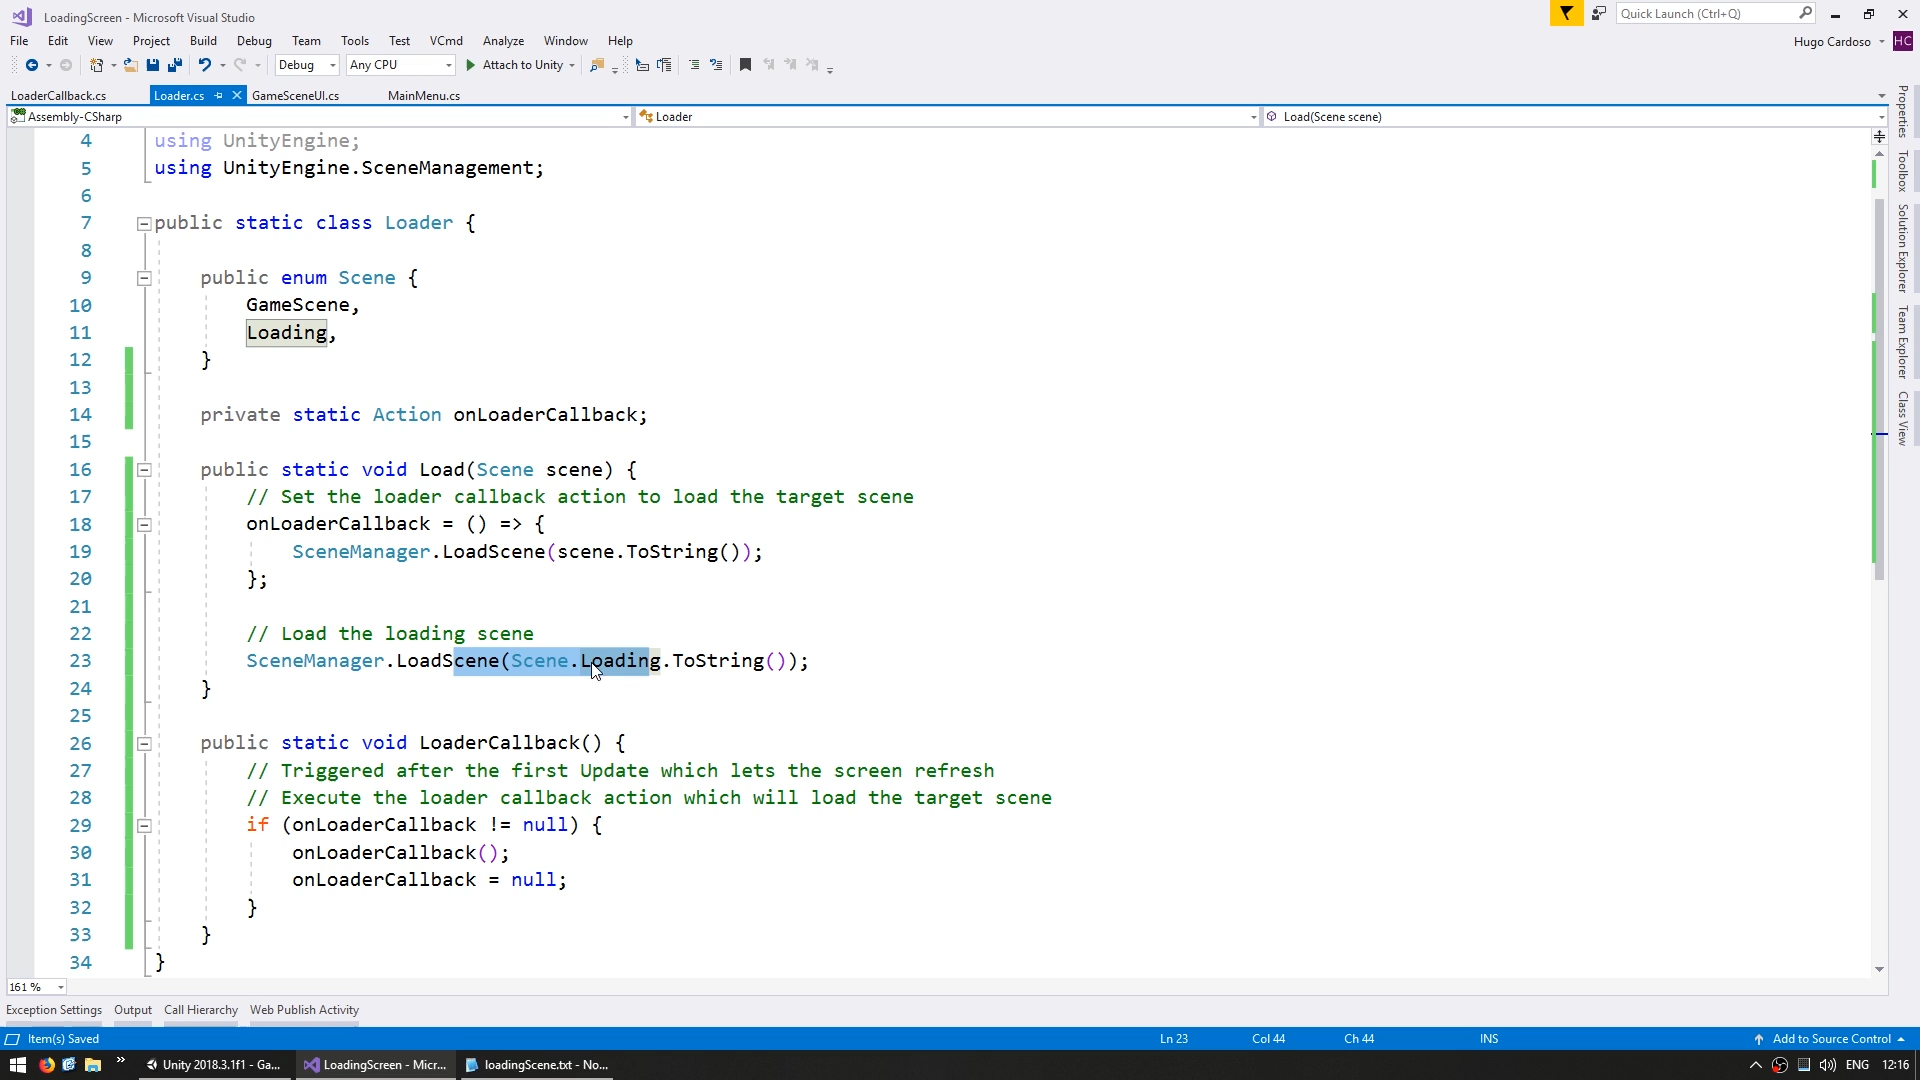 LoadingScreen - Microsoft Visual Studio
Quick Launch (Ctrl+Q)
File Edit View Project Build Debug Team Tools Test VCmd Analyze Window Help
Hugo Cardoso HC
Debug Any CPU Attach to Unity
LoaderCallback.cs Loader.cs GameSceneUI.cs MainMenu.cs
Assembly-CSharp Loader Load(Scene scene)
4 using UnityEngine;
5 using UnityEngine.SceneManagement;
6
7 public static class Loader {
8
9 public enum Scene {
10 GameScene,
11 Loading,
12 }
13
14 private static Action onLoaderCallback;
15
16 public static void Load(Scene scene) {
17 // Set the loader callback action to load the target scene
18 onLoaderCallback = () => {
19 SceneManager.LoadScene(scene.ToString());
20 };
21
22 // Load the loading scene
23 SceneManager.LoadScene(Scene.Loading.ToString());
24 }
25
26 public static void LoaderCallback() {
27 // Triggered after the first Update which lets the screen refresh
28 // Execute the loader callback action which will load the target scene
29 if (onLoaderCallback != null) {
30 onLoaderCallback();
31 onLoaderCallback = null;
32 }
33 }
34 }
Properties
Toolbox
Solution Explorer
Team Explorer
Class View
161 %
Exception Settings Output Call Hierarchy Web Publish Activity
Item(s) Saved Ln 23 Col 44 Ch 44 INS Add to Source Control
» Unity 2018.3.1f1 - Ga... LoadingScreen - Micr... loadingScene.txt - No... ENG 12:16